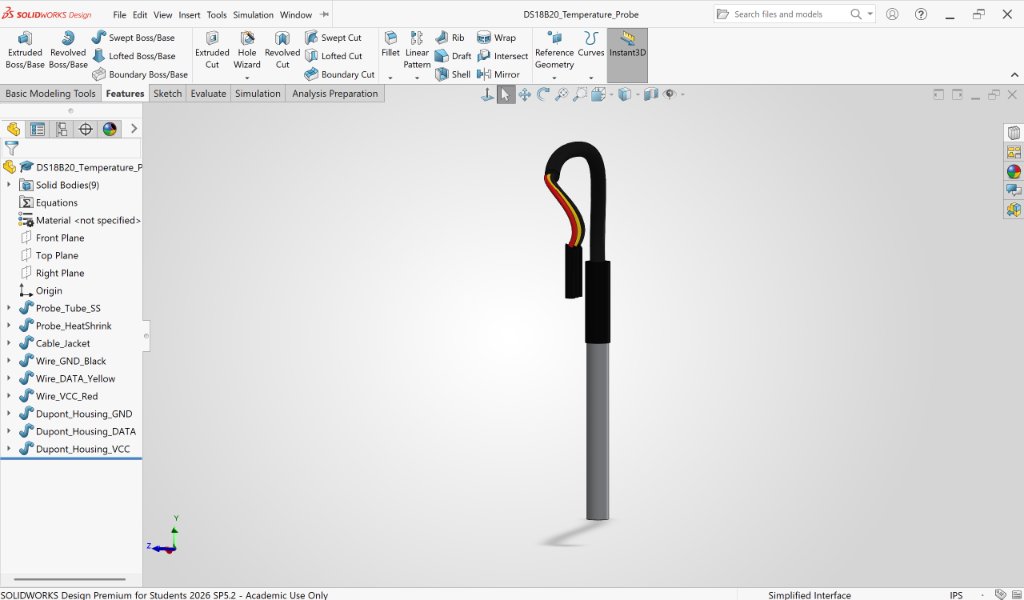 SOLIDWORKS Design File Edit View Insert Tools Simulation Window DS18B20_Temperature_Probe Search files and models
Extruded Boss/Base
Revolved Boss/Base
Swept Boss/Base
Lofted Boss/Base
Boundary Boss/Base
Extruded Cut
Hole Wizard
Revolved Cut
Swept Cut
Lofted Cut
Boundary Cut
Fillet
Linear Pattern
Rib
Draft
Shell
Wrap
Intersect
Mirror
Reference Geometry
Curves
Instant3D
Basic Modeling Tools Features Sketch Evaluate Simulation Analysis Preparation
DS18B20_Temperature_P
Solid Bodies(9)
Equations
Material <not specified>
Front Plane
Top Plane
Right Plane
Origin
Probe_Tube_SS
Probe_HeatShrink
Cable_Jacket
Wire_GND_Black
Wire_DATA_Yellow
Wire_VCC_Red
Dupont_Housing_GND
Dupont_Housing_DATA
Dupont_Housing_VCC
Y
Z
SOLIDWORKS Design Premium for Students 2026 SP5.2 - Academic Use Only Simplified Interface IPS